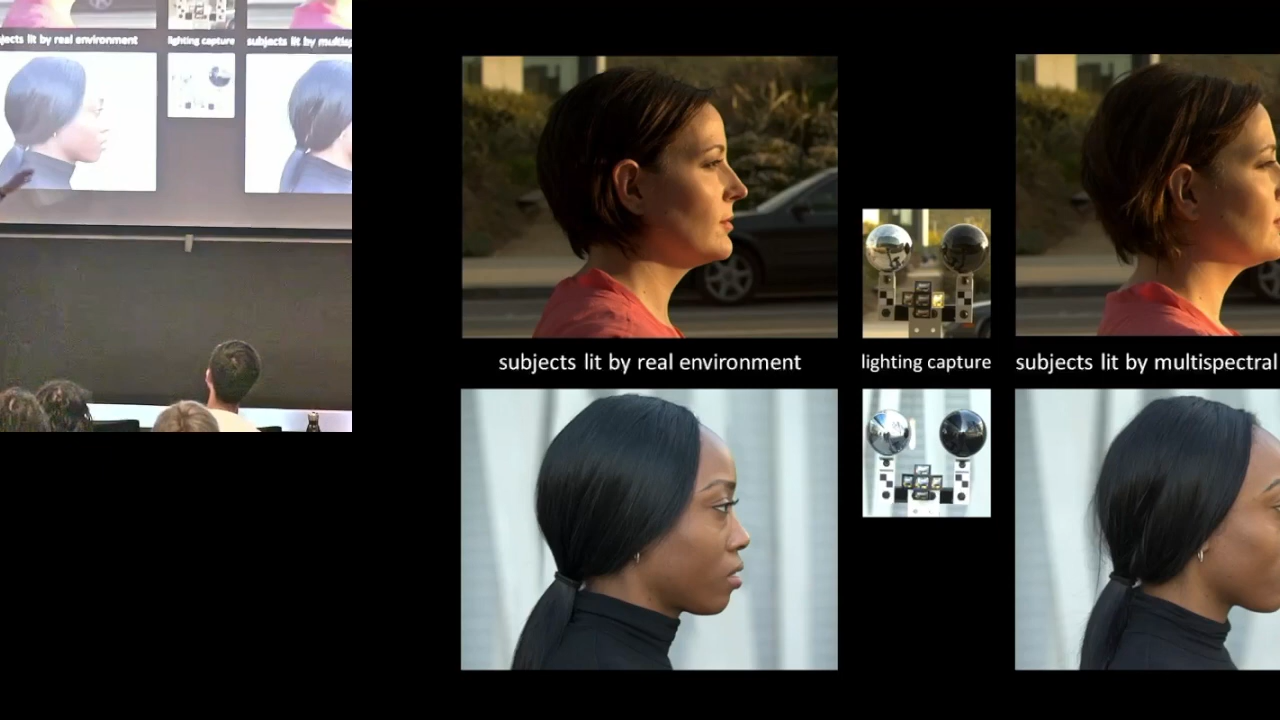 jects lit by real environment
lighting capture
subjects lit by multisp
subjects lit by real environment
lighting capture
subjects lit by multispectral